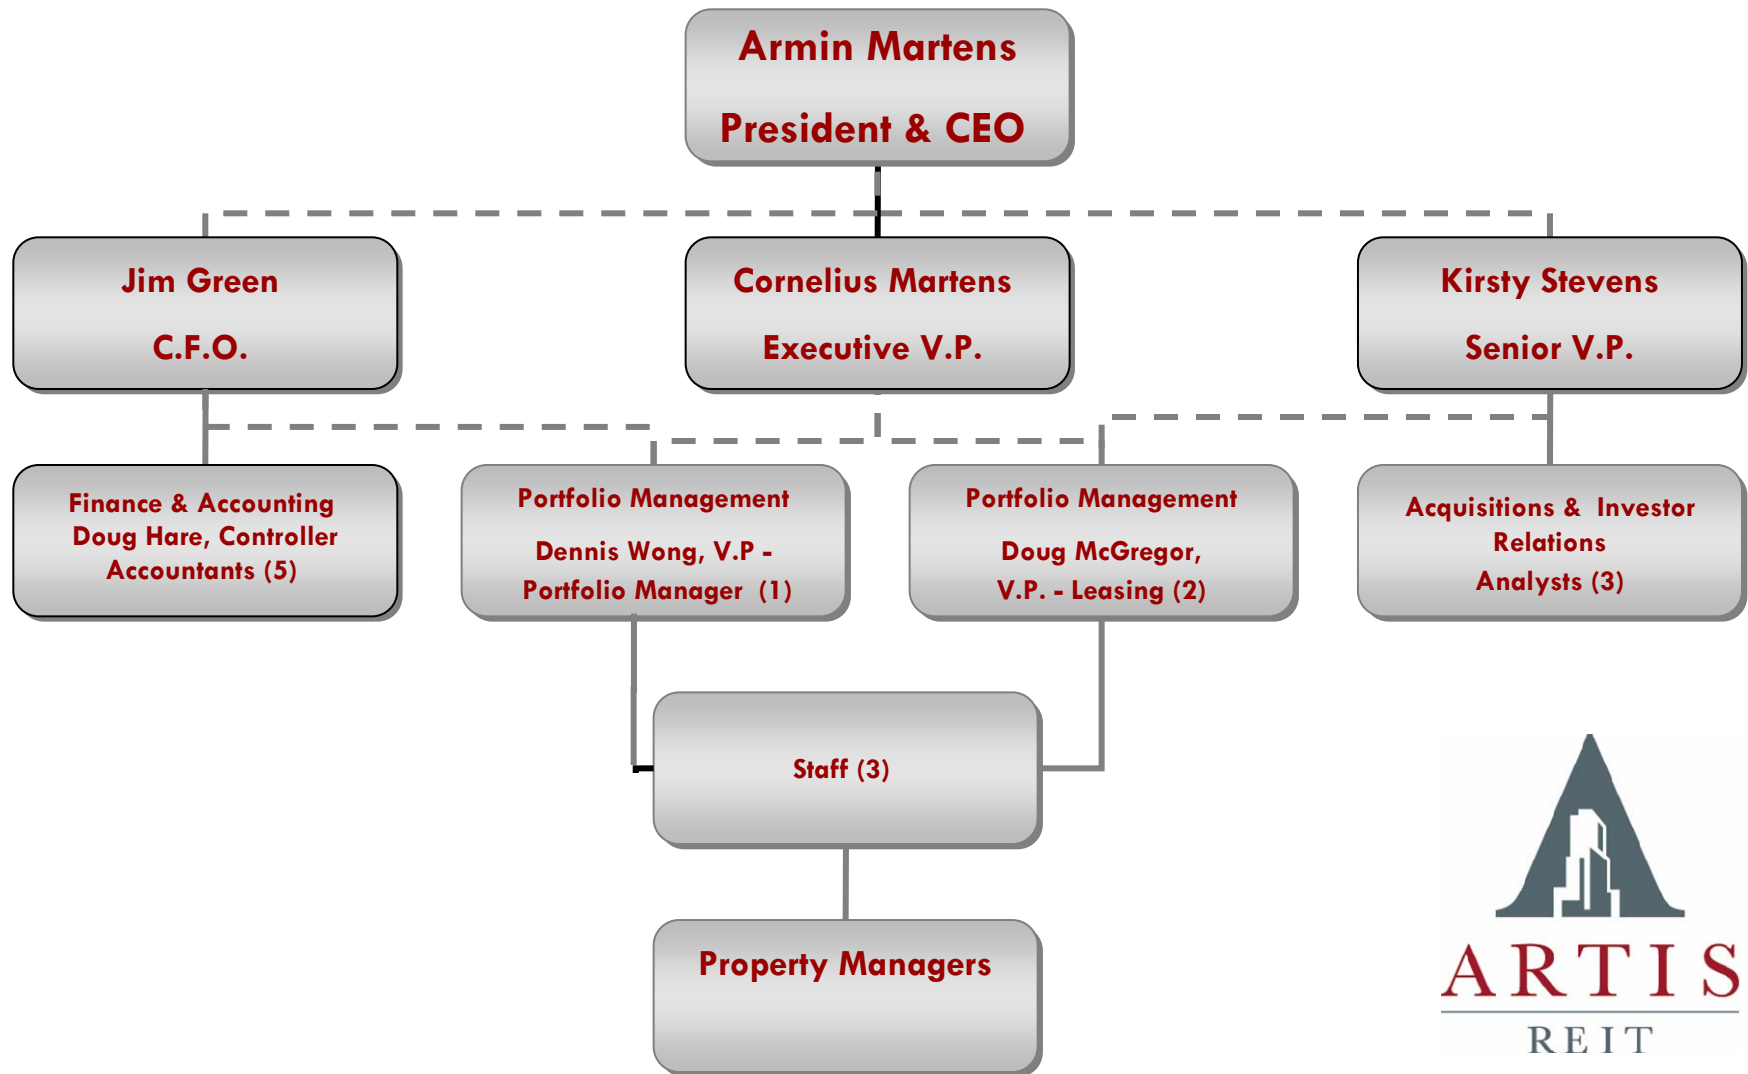 Armin Martens
President & CEO
Jim Green
C.F.O.
Cornelius Martens
Executive V.P.
Kirsty Stevens
Senior V.P.
Finance & Accounting
Doug Hare, Controller
Accountants (5)
Portfolio Management
Dennis Wong, V.P -
Portfolio Manager (1)
Portfolio Management
Doug McGregor,
V.P. - Leasing (2)
Acquisitions & Investor
Relations
Analysts (3)
Staff (3)
Property Managers
ARTIS
REIT